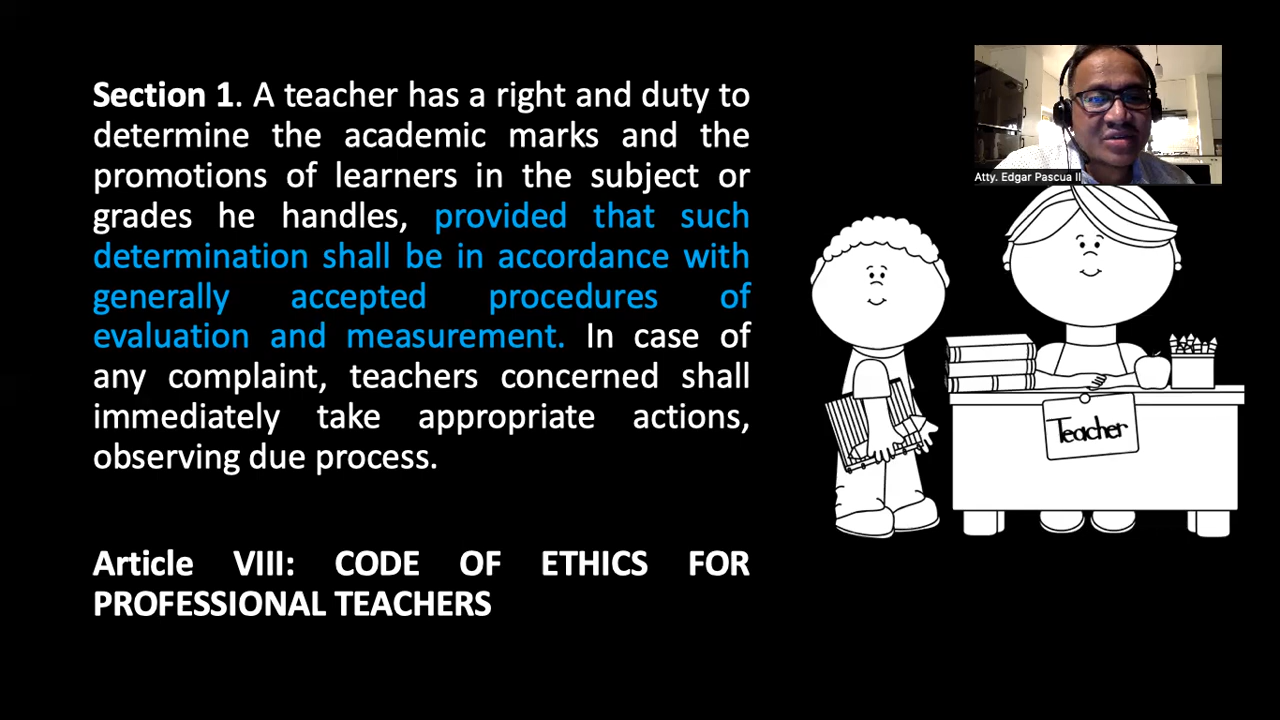 Section 1. A teacher has a right and duty to
determine the academic marks and the
promotions of learners in the subject or
grades he handles, provided that such
determination shall be in accordance with
generally accepted procedures of
evaluation and measurement. In case of
any complaint, teachers concerned shall
immediately take appropriate actions,
observing due process.
Article VIII: CODE OF ETHICS FOR
PROFESSIONAL TEACHERS
Atty. Edgar Pascua II
Teacher